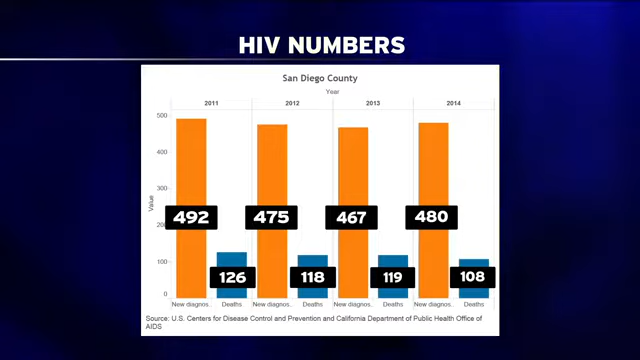 HIV NUMBERS
San Diego County
Year
2011 2012 2013 2014
500
400
300
200
100
0
Value
492 475 467 480
126 118 119 108
New diagnos.. Deaths New diagnos.. Deaths New diagnos.. Deaths New diagnos.. Deaths
Source: U.S. Centers for Disease Control and Prevention and California Department of Public Health Office of
AIDS